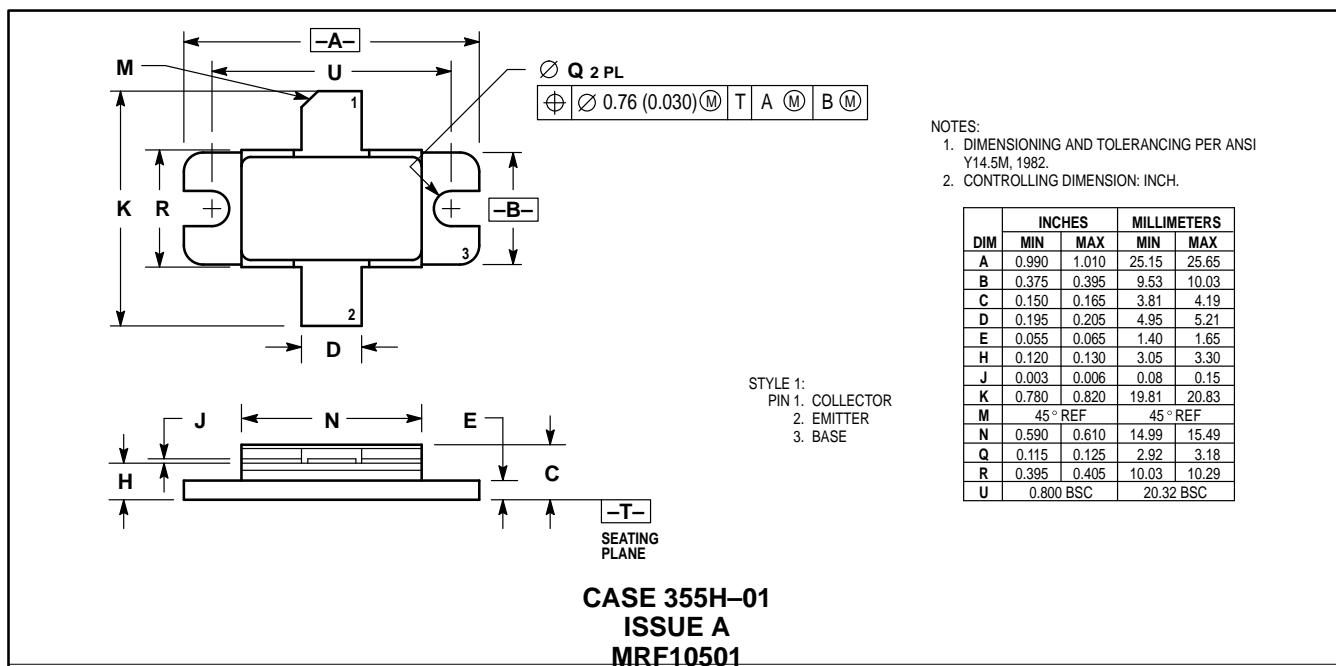 –A–
U
M
1
Q 2 PL
∅ 0.76 (0.030) Ⓜ T A Ⓜ B Ⓜ
K
R
–B–
3
2
D
NOTES:
1. DIMENSIONING AND TOLERANCING PER ANSI
Y14.5M, 1982.
2. CONTROLLING DIMENSION: INCH.
INCHES MILLIMETERS
DIM MIN MAX MIN MAX
A 0.990 1.010 25.15 25.65
B 0.375 0.395 9.53 10.03
C 0.150 0.165 3.81 4.19
D 0.195 0.205 4.95 5.21
E 0.055 0.065 1.40 1.65
H 0.120 0.130 3.05 3.30
J 0.003 0.006 0.08 0.15
K 0.780 0.820 19.81 20.83
M 45° REF 45° REF
N 0.590 0.610 14.99 15.49
Q 0.115 0.125 2.92 3.18
R 0.395 0.405 10.03 10.29
U 0.800 BSC 20.32 BSC
STYLE 1:
PIN 1. COLLECTOR
2. EMITTER
3. BASE
J
N
E
H
C
–T–
SEATING
PLANE
CASE 355H–01
ISSUE A
MRF10501